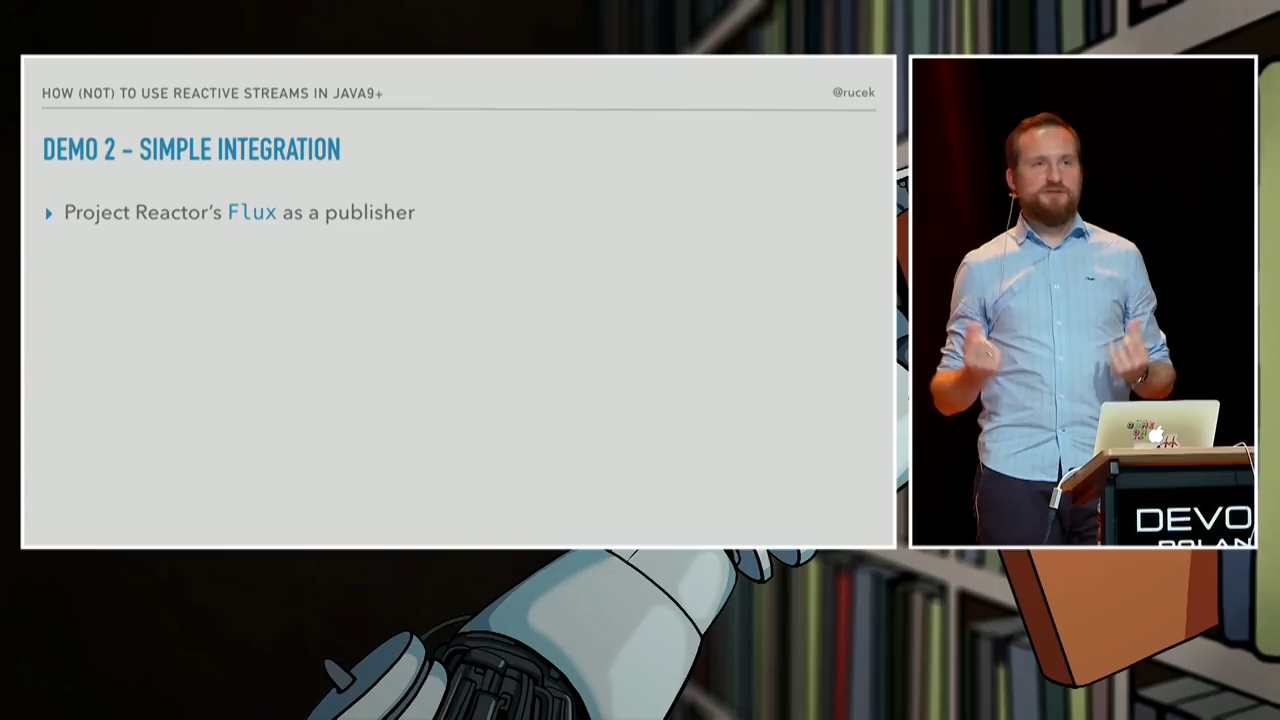 HOW (NOT) TO USE REACTIVE STREAMS IN JAVA9+
@rucek
DEMO 2 – SIMPLE INTEGRATION
Project Reactor's Flux as a publisher
DEVO
POLAN